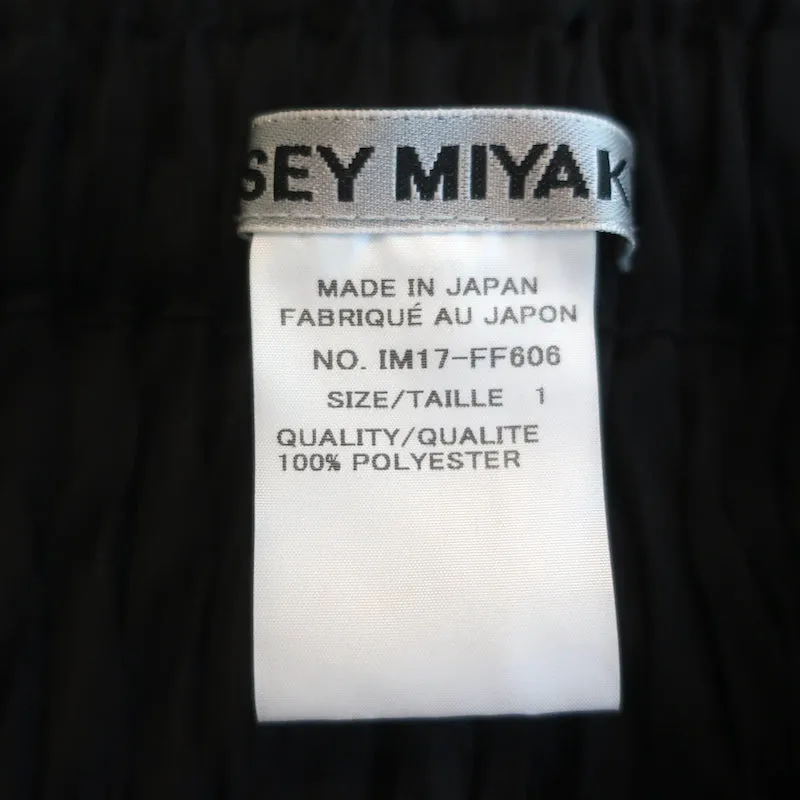 SEY MIYAK
MADE IN JAPAN
FABRIQUÉ AU JAPON
NO. IM17-FF606
SIZE/TAILLE 1
QUALITY/QUALITE
100% POLYESTER